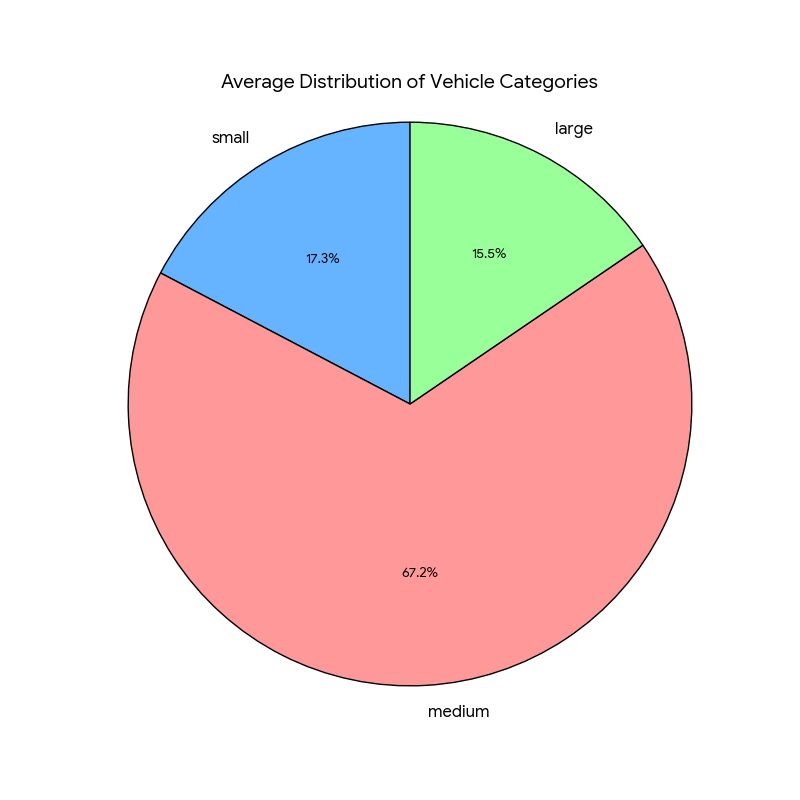 Average Distribution of Vehicle Categories
large
small
15.5%
17.3%
67.2%
medium